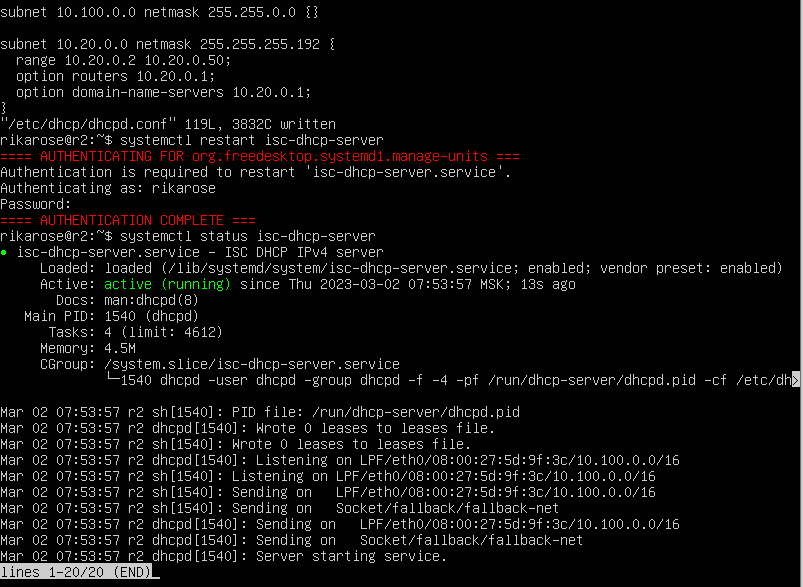 subnet 10.100.0.0 netmask 255.255.0.0 {}
subnet 10.20.0.0 netmask 255.255.255.192 {
  range 10.20.0.2 10.20.0.50;
  option routers 10.20.0.1;
  option domain-name-servers 10.20.0.1;
}
"/etc/dhcp/dhcpd.conf" 119L, 3832C written
rikarose@r2:~$ systemctl restart isc-dhcp-server
==== AUTHENTICATING FOR org.freedesktop.systemd1.manage-units ===
Authentication is required to restart 'isc-dhcp-server.service'.
Authenticating as: rikarose
Password:
==== AUTHENTICATION COMPLETE ===
rikarose@r2:~$ systemctl status isc-dhcp-server
● isc-dhcp-server.service - ISC DHCP IPv4 server
     Loaded: loaded (/lib/systemd/system/isc-dhcp-server.service; enabled; vendor preset: enabled)
     Active: active (running) since Thu 2023-03-02 07:53:57 MSK; 13s ago
       Docs: man:dhcpd(8)
   Main PID: 1540 (dhcpd)
      Tasks: 4 (limit: 4612)
     Memory: 4.5M
     CGroup: /system.slice/isc-dhcp-server.service
             └─1540 dhcpd -user dhcpd -group dhcpd -f -4 -pf /run/dhcp-server/dhcpd.pid -cf /etc/dh>
Mar 02 07:53:57 r2 sh[1540]: PID file: /run/dhcp-server/dhcpd.pid
Mar 02 07:53:57 r2 dhcpd[1540]: Wrote 0 leases to leases file.
Mar 02 07:53:57 r2 sh[1540]: Wrote 0 leases to leases file.
Mar 02 07:53:57 r2 dhcpd[1540]: Listening on LPF/eth0/08:00:27:5d:9f:3c/10.100.0.0/16
Mar 02 07:53:57 r2 sh[1540]: Listening on LPF/eth0/08:00:27:5d:9f:3c/10.100.0.0/16
Mar 02 07:53:57 r2 sh[1540]: Sending on   LPF/eth0/08:00:27:5d:9f:3c/10.100.0.0/16
Mar 02 07:53:57 r2 sh[1540]: Sending on   Socket/fallback/fallback-net
Mar 02 07:53:57 r2 dhcpd[1540]: Sending on   LPF/eth0/08:00:27:5d:9f:3c/10.100.0.0/16
Mar 02 07:53:57 r2 dhcpd[1540]: Sending on   Socket/fallback/fallback-net
Mar 02 07:53:57 r2 dhcpd[1540]: Server starting service.
lines 1-20/20 (END)